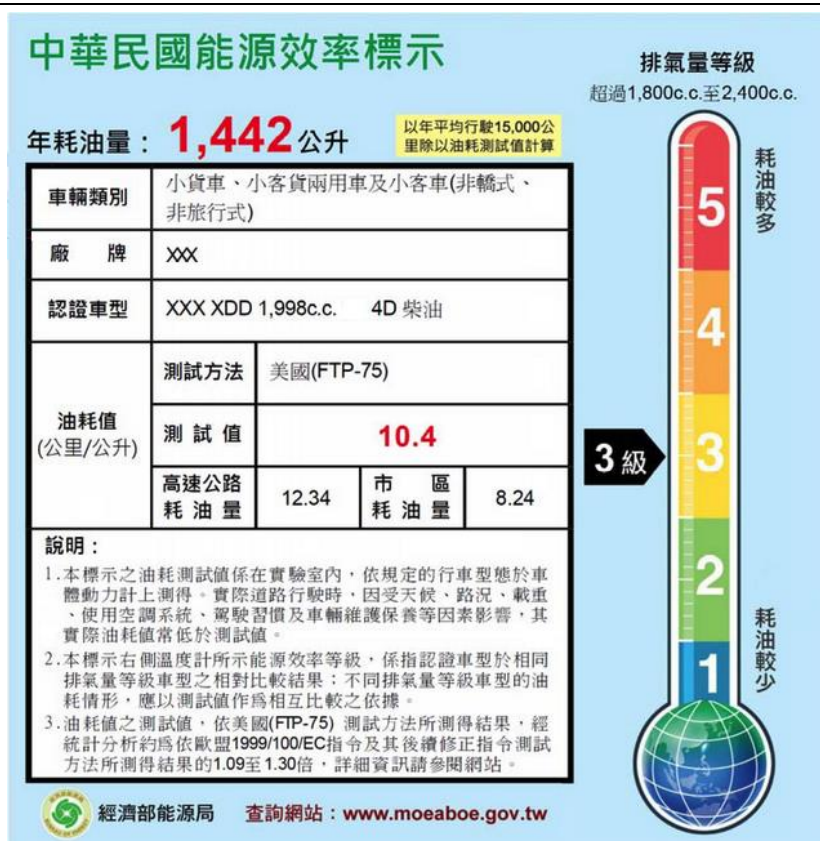 中華民國能源效率標示
排氣量等級
超過1,800c.c.至2,400c.c.
年耗油量：1,442公升
以年平均行駛15,000公
里除以油耗測試值計算
車輛類別
小貨車、小客貨兩用車及小客車(非轎式、
非旅行式)
廠牌
XXX
認證車型
XXX XDD 1,998c.c. 4D 柴油
油耗值
(公里/公升)
測試方法
美國(FTP-75)
測試值
10.4
高速公路
耗油量
12.34
市區
耗油量
8.24
說明：
1.本標示之油耗測試值係在實驗室內，依規定的行車型態於車
體動力計上測得。實際道路行駛時，因受天候、路況、載重
、使用空調系統、駕駛習慣及車輛維護保養等因素影響，其
實際油耗值常低於測試值。
2.本標示右側溫度計所示能源效率等級，係指認證車型於相同
排氣量等級車型之相對比較結果；不同排氣量等級車型的油
耗情形，應以測試值作為相互比較之依據。
3.油耗值之測試值，依美國(FTP-75) 測試方法所測得結果，經
統計分析約為依歐盟1999/100/EC指令及其後續修正指令測試
方法所測得結果的1.09至1.30倍，詳細資訊請參閱網站。
經濟部能源局 查詢網站：www.moeaboe.gov.tw
耗油較多
5
4
3級
3
2
1
耗油較少